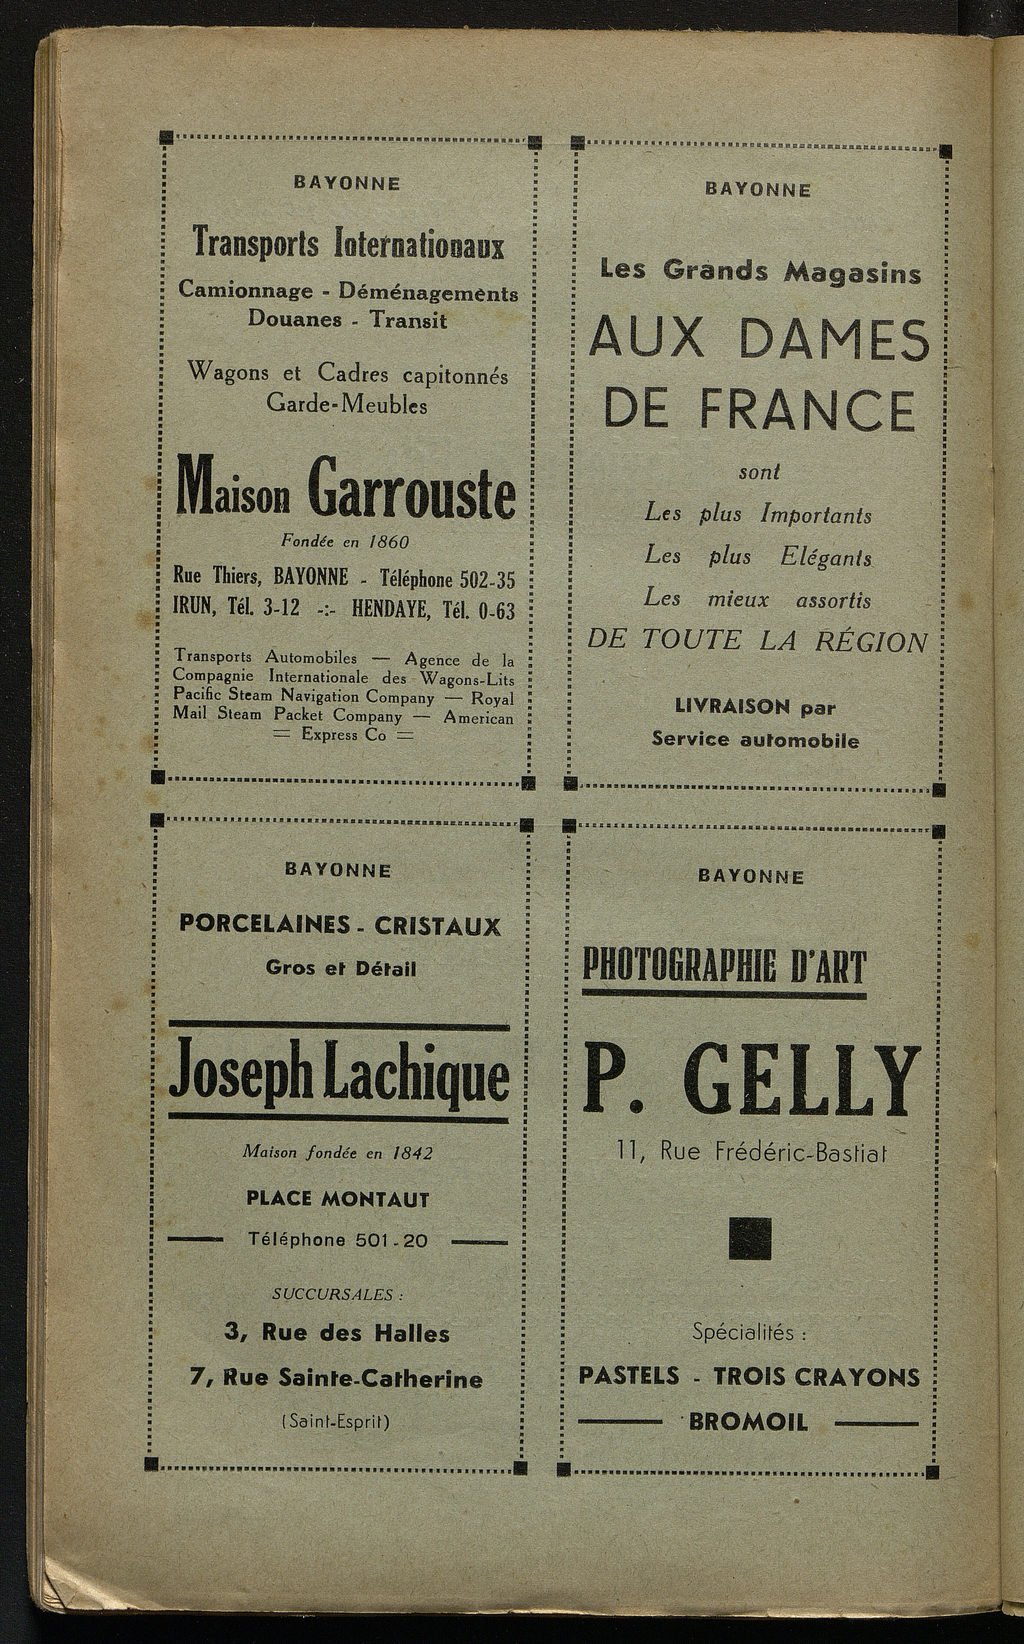 BAYONNE
Transports Internationaux
Camionnage - Déménagements
Douanes - Transit
Wagons et Cadres capitonnés
Garde-Meubles
Maison Garrouste
Fondée en 1860
Rue Thiers, BAYONNE - Téléphone 502-35
IRUN, Tél. 3-12 -:- HENDAYE, Tél. 0-63
Transports Automobiles — Agence de la
Compagnie Internationale des Wagons-Lits
Pacific Steam Navigation Company — Royal
Mail Steam Packet Company — American
= Express Co =
BAYONNE
Les Grands Magasins
AUX DAMES
DE FRANCE
sont
Les plus Importants
Les plus Elégants
Les mieux assortis
DE TOUTE LA RÉGION
LIVRAISON par
Service automobile
BAYONNE
PORCELAINES - CRISTAUX
Gros et Détail
Joseph Lachique
Maison fondée en 1842
PLACE MONTAUT
— Téléphone 501-20 —
SUCCURSALES :
3, Rue des Halles
7, Rue Sainte-Catherine
(Saint-Esprit)
BAYONNE
PHOTOGRAPHIE D'ART
P. GELLY
11, Rue Frédéric-Bastiat
Spécialités :
PASTELS - TROIS CRAYONS
— BROMOIL —